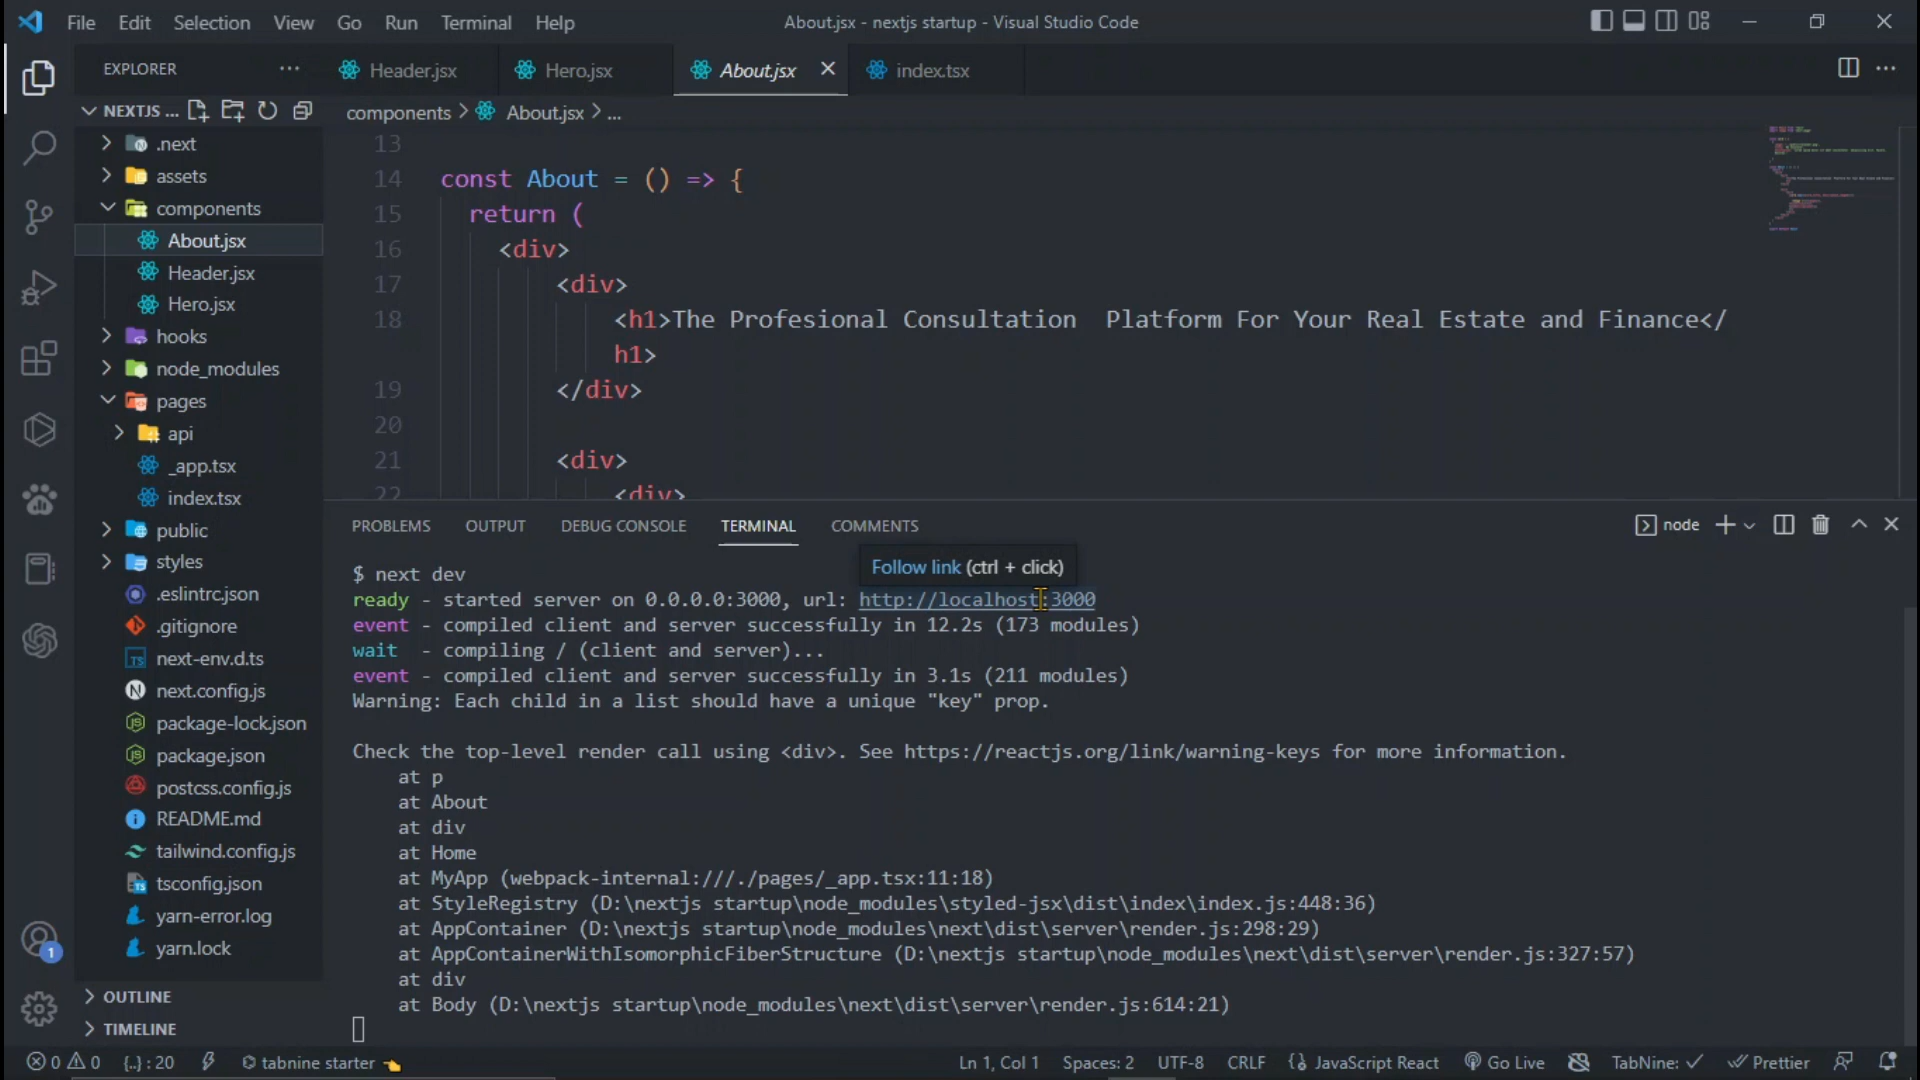 File Edit Selection View Go Run Terminal Help
About.jsx - nextjs startup - Visual Studio Code
EXPLORER
Header.jsx
Hero.jsx
About.jsx
index.tsx
NEXTJS ...
components > About.jsx > ...
.next
assets
components
About.jsx
Header.jsx
Hero.jsx
hooks
node_modules
pages
api
_app.tsx
index.tsx
public
styles
.eslintrc.json
.gitignore
next-env.d.ts
next.config.js
package-lock.json
package.json
postcss.config.js
README.md
tailwind.config.js
tsconfig.json
yarn-error.log
yarn.lock
OUTLINE
TIMELINE
13
14 const About = () => {
15 return (
16 <div>
17 <div>
18 <h1>The Profesional Consultation  Platform For Your Real Estate and Finance</
h1>
19 </div>
20
21 <div>
22 <div>
PROBLEMS OUTPUT DEBUG CONSOLE TERMINAL COMMENTS
node
Follow link (ctrl + click)
$ next dev
ready - started server on 0.0.0.0:3000, url: http://localhost:3000
event - compiled client and server successfully in 12.2s (173 modules)
wait  - compiling / (client and server)...
event - compiled client and server successfully in 3.1s (211 modules)
Warning: Each child in a list should have a unique "key" prop.
Check the top-level render call using <div>. See https://reactjs.org/link/warning-keys for more information.
at p
at About
at div
at Home
at MyApp (webpack-internal:///./pages/_app.tsx:11:18)
at StyleRegistry (D:\nextjs startup\node_modules\styled-jsx\dist\index\index.js:448:36)
at AppContainer (D:\nextjs startup\node_modules\next\dist\server\render.js:298:29)
at AppContainerWithIsomorphicFiberStructure (D:\nextjs startup\node_modules\next\dist\server\render.js:327:57)
at div
at Body (D:\nextjs startup\node_modules\next\dist\server\render.js:614:21)
1
0 0 {..} : 20 tabnine starter Ln 1, Col 1 Spaces: 2 UTF-8 CRLF JavaScript React Go Live TabNine: Prettier